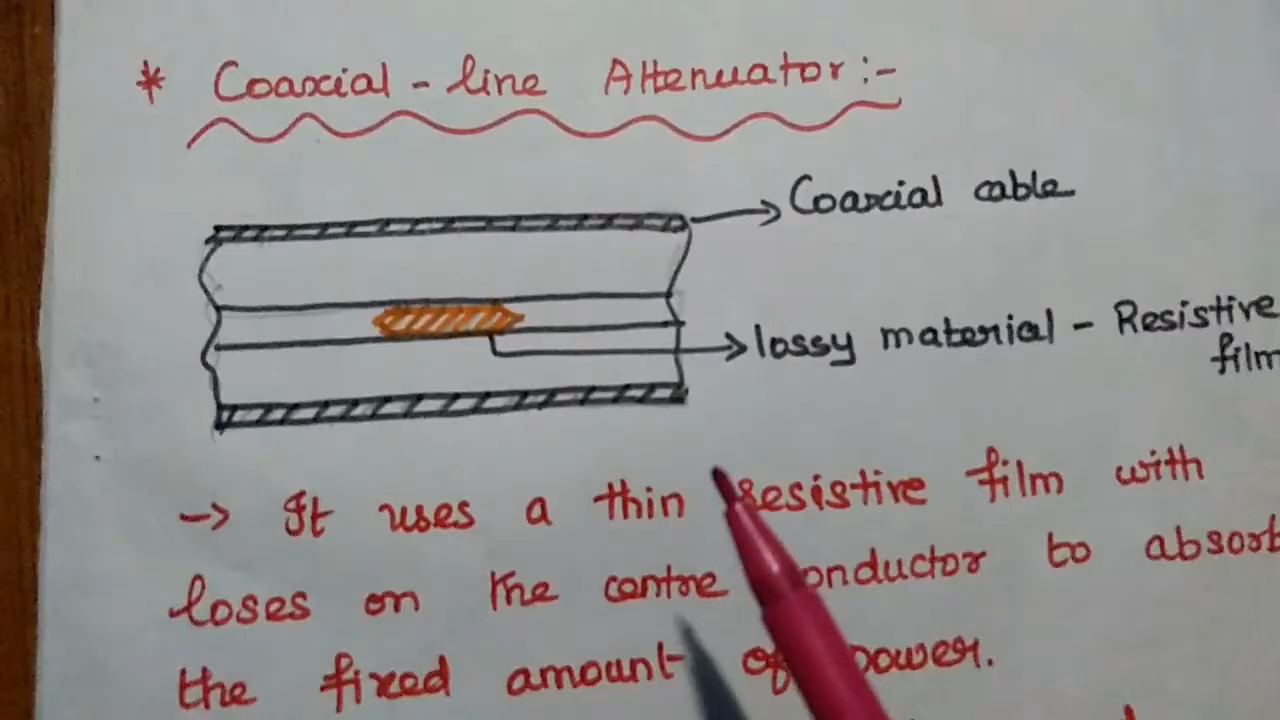 * Coaxial - line Attenuator:-
Coaxial cable
lossy material - Resistive
film
-> It uses a thin resistive film with
loses on the centre conductor to absorb
the fixed amount of power.